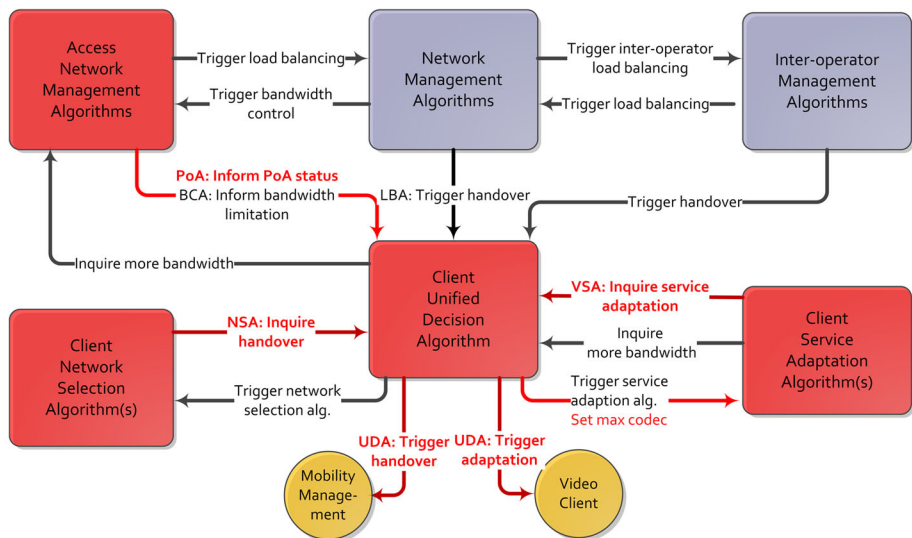 Access
Network
Management
Algorithms
Trigger load balancing
Trigger bandwidth
control
Network
Management
Algorithms
Trigger inter-operator
load balancing
Trigger load balancing
Inter-operator
Management
Algorithms
PoA: Inform PoA status
BCA: Inform bandwidth
limitation
LBA: Trigger handover
Trigger handover
Inquire more bandwidth
Client
Unified
Decision
Algorithm
VSA: Inquire service
adaptation
NSA: Inquire
handover
Inquire
more bandwidth
Client
Network
Selection
Algorithm(s)
Client
Service
Adaptation
Algorithm(s)
Trigger network
selection alg.
Trigger service
adaption alg.
Set max codec
UDA: Trigger
handover
UDA: Trigger
adaptation
Mobility
Manage-
ment
Video
Client